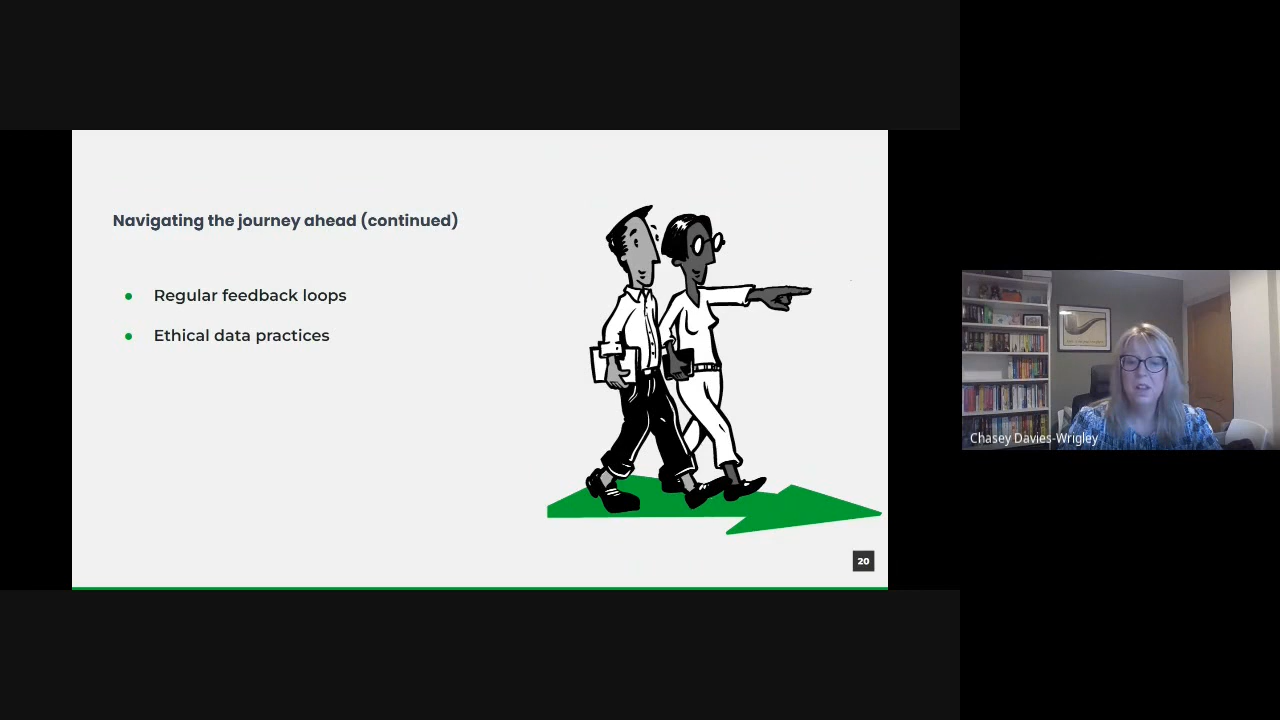 Navigating the journey ahead (continued)
Regular feedback loops
Ethical data practices
20
Chasey Davies-Wrigley